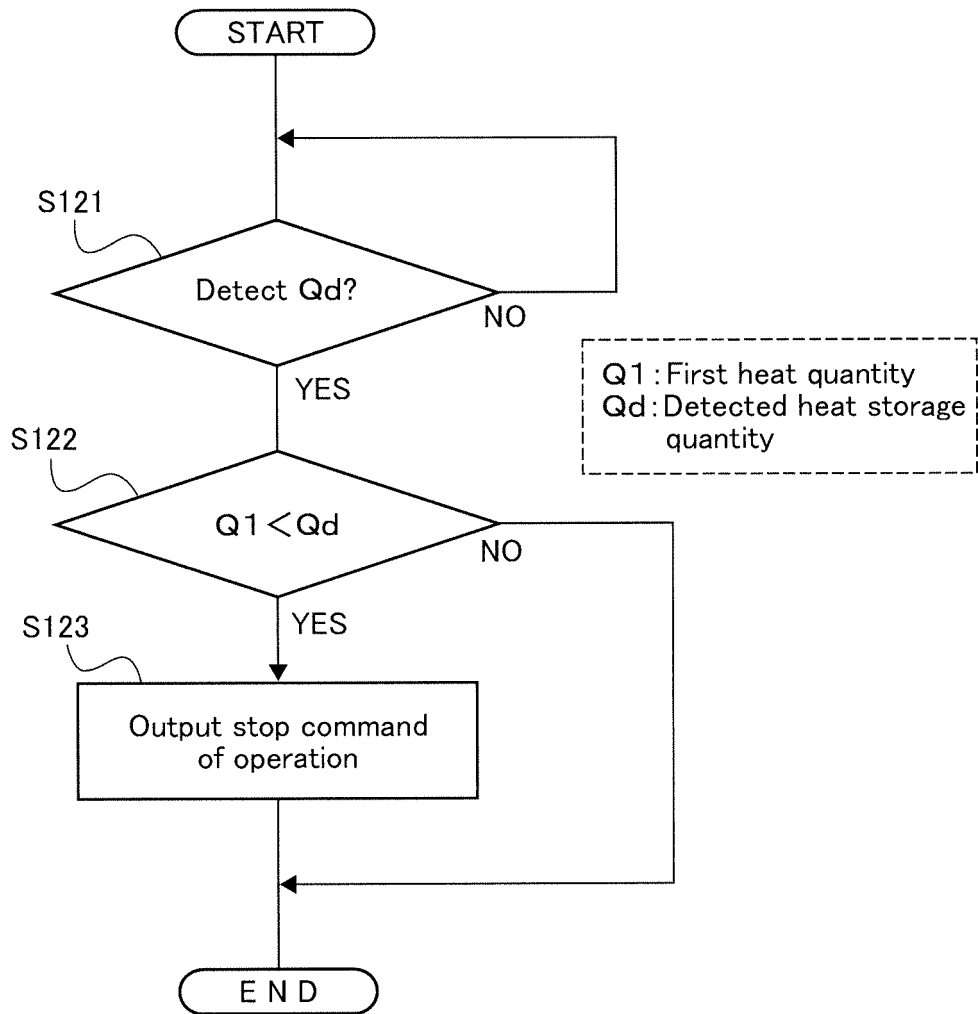 START
S121
Detect Qd?
NO
YES
Q1:First heat quantity
Qd:Detected heat storage
quantity
S122
Q1<Qd
NO
YES
S123
Output stop command
of operation
END